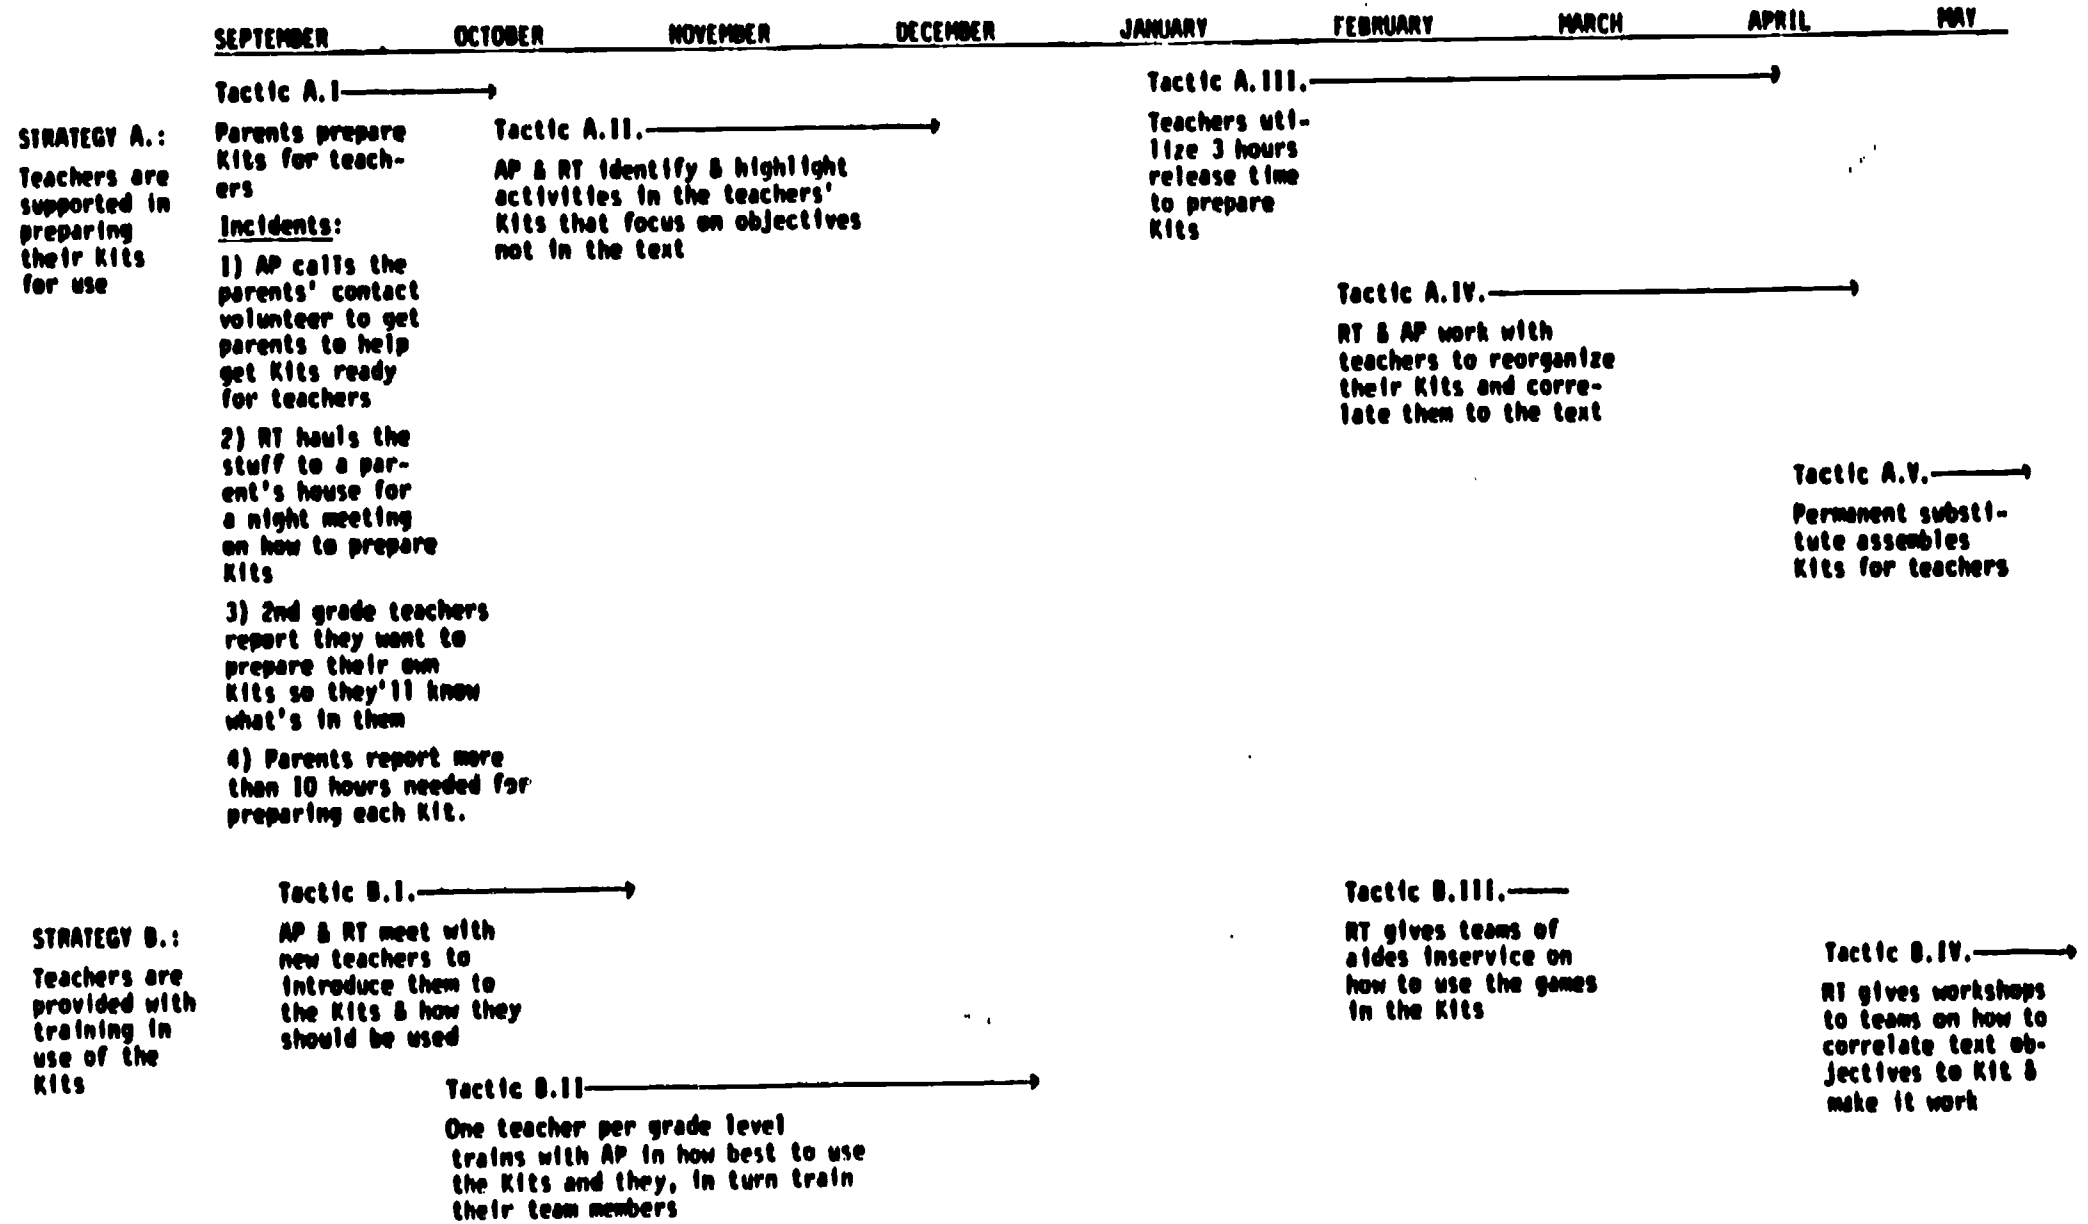 SEPTEMBER OCTOBER NOVEMBER DECEMBER JANUARY FEBRUARY MARCH APRIL MAY
STRATEGY A.:
Teachers are
supported in
preparing
their Kits
for use
Tactic A.I
Parents prepare
Kits for teach-
ers
Incidents:
1) AP calls the
parents' contact
volunteer to get
parents to help
get Kits ready
for teachers
2) RT hauls the
stuff to a par-
ent's house for
a night meeting
on how to prepare
Kits
3) 2nd grade teachers
report they want to
prepare their own
Kits so they'll know
what's in them
4) Parents report more
than 10 hours needed for
preparing each Kit.
Tactic A.II.
AP & RT identify & highlight
activities in the teachers'
Kits that focus on objectives
not in the text
Tactic A.III.
Teachers uti-
lize 3 hours
release time
to prepare
Kits
Tactic A.IV.
RT & AP work with
teachers to reorganize
their Kits and corre-
late them to the text
Tactic A.V.
Permanent substi-
tute assembles
Kits for teachers
STRATEGY B.:
Teachers are
provided with
training in
use of the
Kits
Tactic B.I.
AP & RT meet with
new teachers to
introduce them to
the Kits & how they
should be used
Tactic B.II
One teacher per grade level
trains with AP in how best to use
the Kits and they, in turn train
their team members
Tactic B.III.
RT gives teams of
aides inservice on
how to use the games
in the Kits
Tactic B.IV.
RT gives workshops
to teams on how to
correlate text ob-
jectives to Kit &
make it work